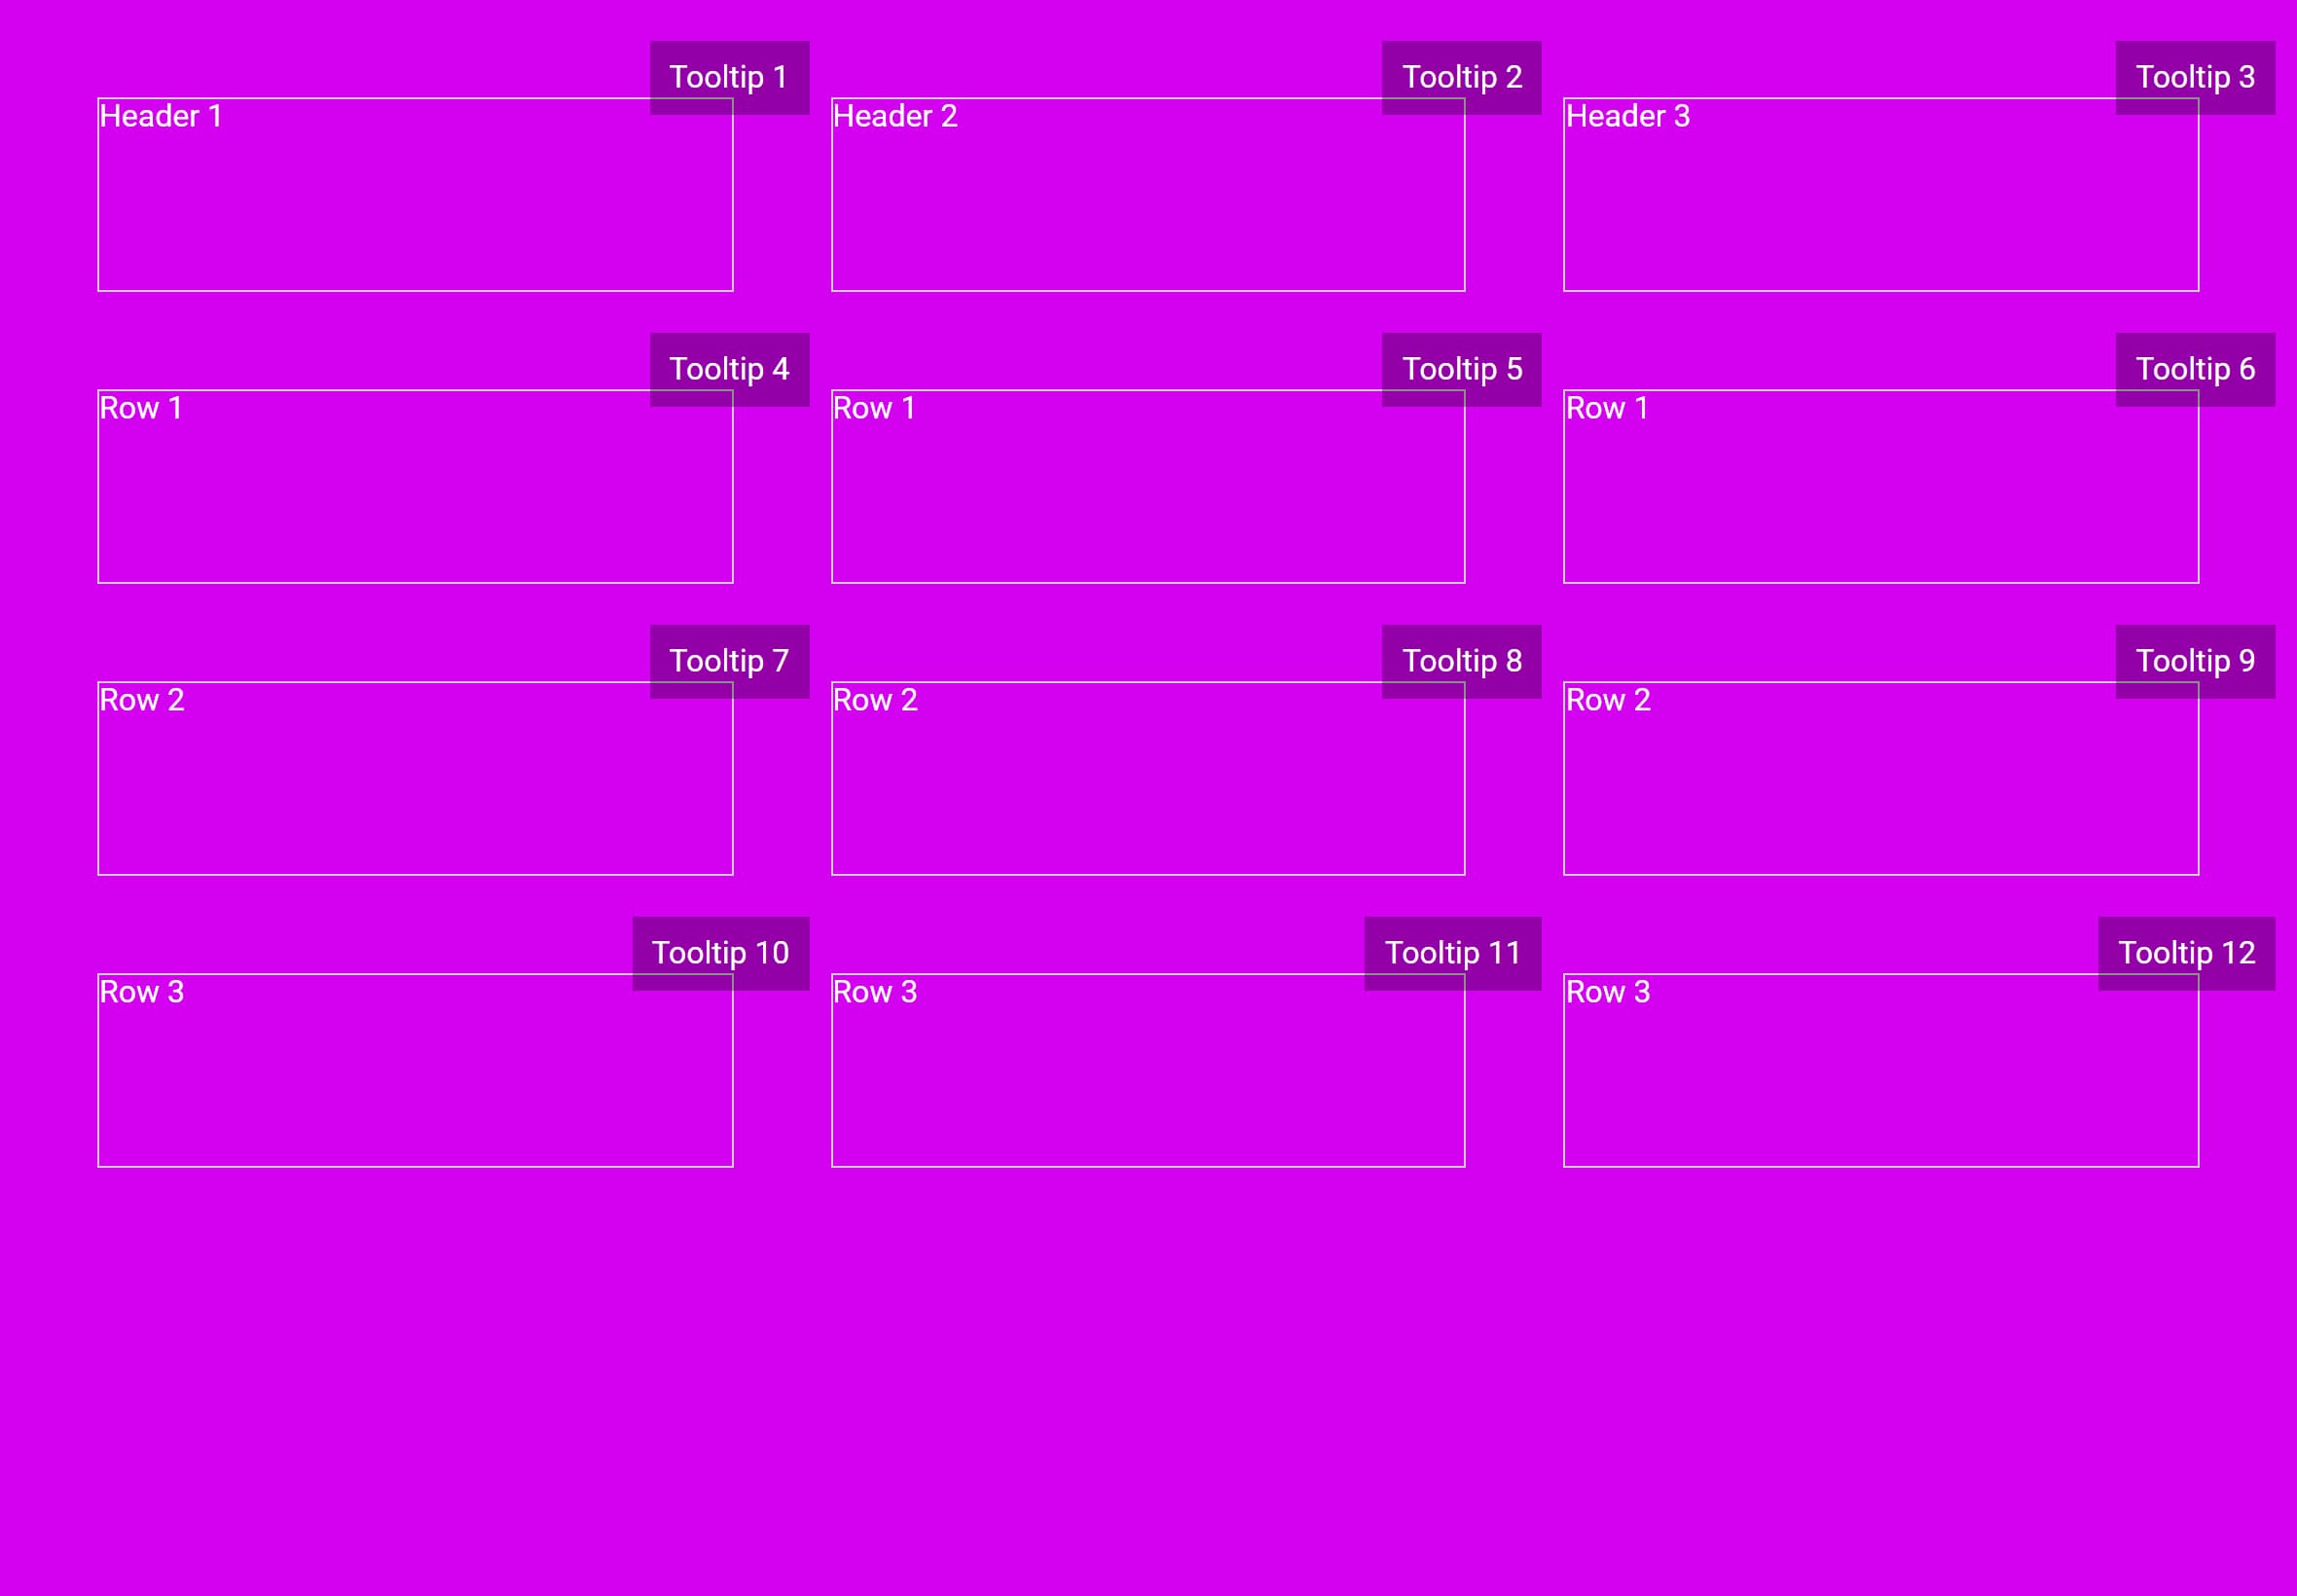 Tooltip 1
Tooltip 2
Tooltip 3
Header 1
Header 2
Header 3
Tooltip 4
Tooltip 5
Tooltip 6
Row 1
Row 1
Row 1
Tooltip 7
Tooltip 8
Tooltip 9
Row 2
Row 2
Row 2
Tooltip 10
Tooltip 11
Tooltip 12
Row 3
Row 3
Row 3